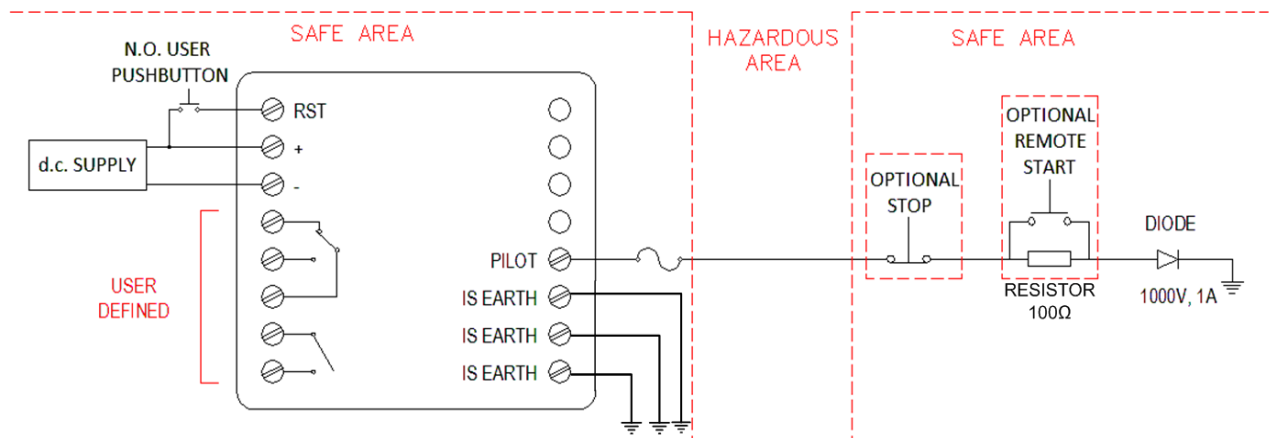 SAFE AREA
HAZARDOUS
AREA
SAFE AREA
N.O. USER
PUSHBUTTON
RST
+
-
d.c. SUPPLY
USER
DEFINED
PILOT
IS EARTH
IS EARTH
IS EARTH
OPTIONAL
STOP
OPTIONAL
REMOTE
START
RESISTOR
100Ω
DIODE
1000V, 1A